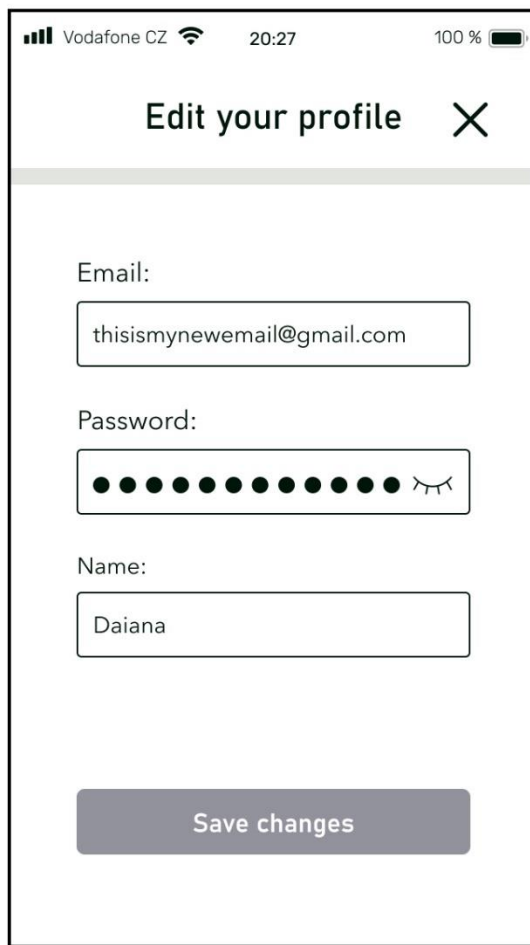 Vodafone CZ 20:27 100 %
Edit your profile
Email:
thisismynewemail@gmail.com
Password:
Name:
Daiana
Save changes